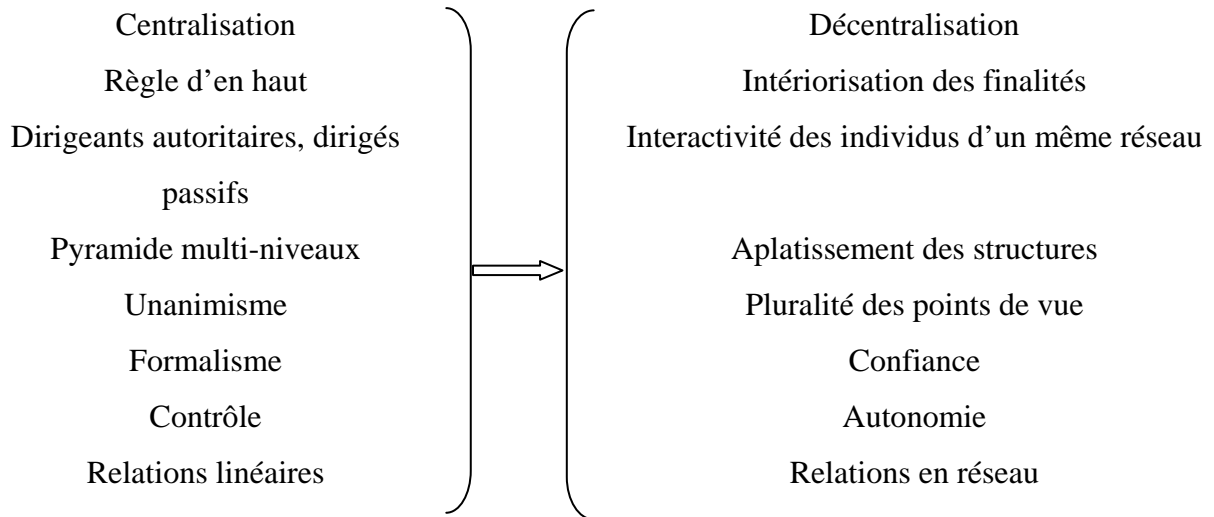 Centralisation
Règle d'en haut
Dirigeants autoritaires, dirigés
passifs
Pyramide multi-niveaux
Unanimisme
Formalisme
Contrôle
Relations linéaires
Décentralisation
Intériorisation des finalités
Interactivité des individus d'un même réseau
Aplatissement des structures
Pluralité des points de vue
Confiance
Autonomie
Relations en réseau